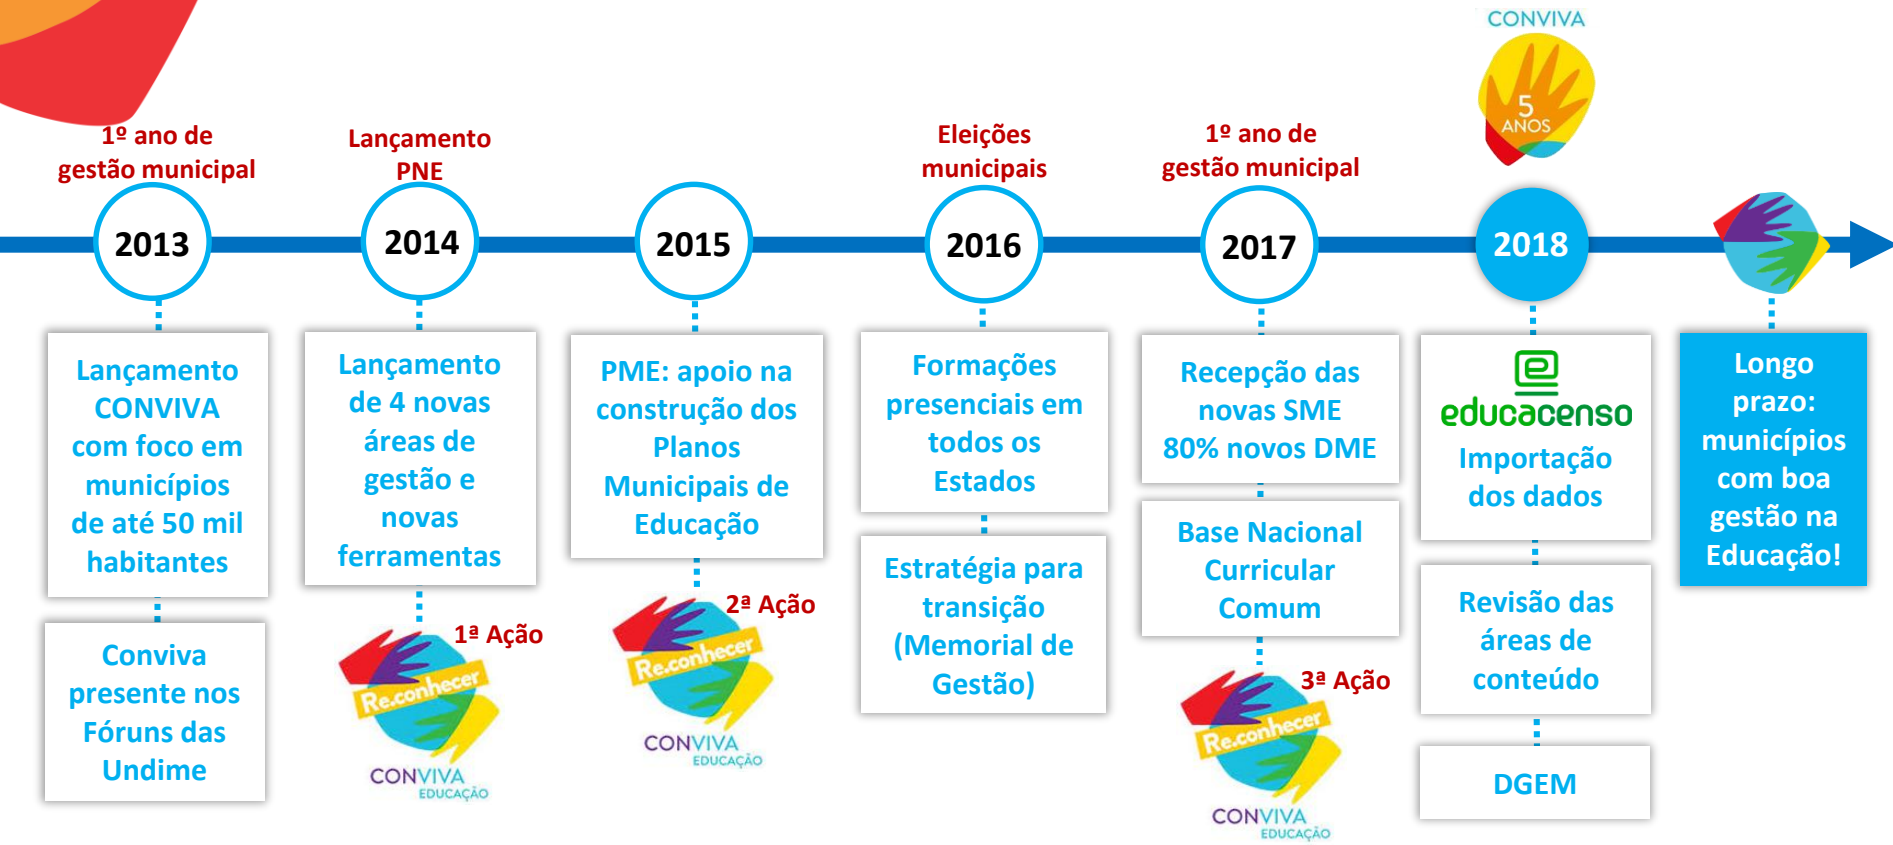 CONVIVA
5
ANOS
1º ano de
gestão municipal
Lançamento
PNE
Eleições
municipais
1º ano de
gestão municipal
2013
2014
2015
2016
2017
2018
Lançamento
CONVIVA
com foco em
municípios
de até 50 mil
habitantes
Conviva
presente nos
Fóruns das
Undime
Lançamento
de 4 novas
áreas de
gestão e
novas
ferramentas
1ª Ação
Re.conhecer
CONVIVA
EDUCAÇÃO
PME: apoio na
construção dos
Planos
Municipais de
Educação
2ª Ação
Re.conhecer
CONVIVA
EDUCAÇÃO
Formações
presenciais em
todos os
Estados
Estratégia para
transição
(Memorial de
Gestão)
Recepção das
novas SME
80% novos DME
Base Nacional
Curricular
Comum
3ª Ação
Re.conhecer
CONVIVA
EDUCAÇÃO
educacenso
Importação
dos dados
Revisão das
áreas de
conteúdo
DGEM
Longo
prazo:
municípios
com boa
gestão na
Educação!